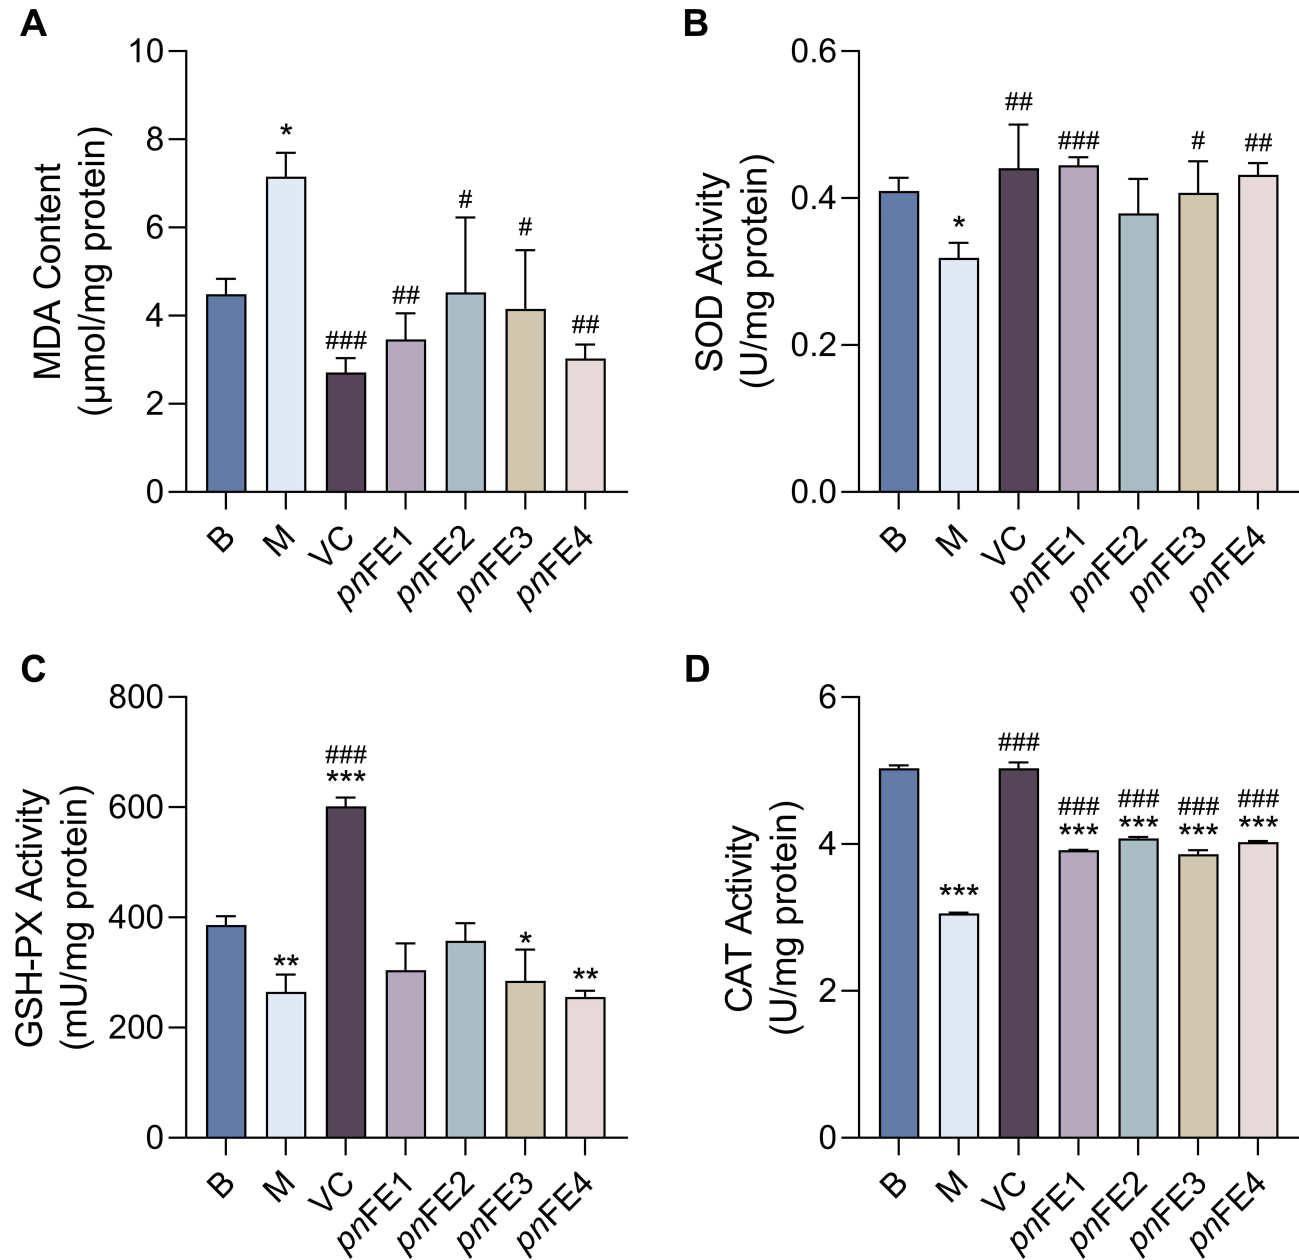 A
MDA Content
(μmol/mg protein)
10
8
6
4
2
0
*
###
##
#
#
##
B
M
VC
pnFE1
pnFE2
pnFE3
pnFE4
B
SOD Activity
(U/mg protein)
0.6
0.4
0.2
0.0
*
##
###
#
##
B
M
VC
pnFE1
pnFE2
pnFE3
pnFE4
C
GSH-PX Activity
(mU/mg protein)
800
600
400
200
0
**
###
***
*
**
B
M
VC
pnFE1
pnFE2
pnFE3
pnFE4
D
CAT Activity
(U/mg protein)
6
4
2
0
***
###
###
***
###
***
###
***
###
***
B
M
VC
pnFE1
pnFE2
pnFE3
pnFE4